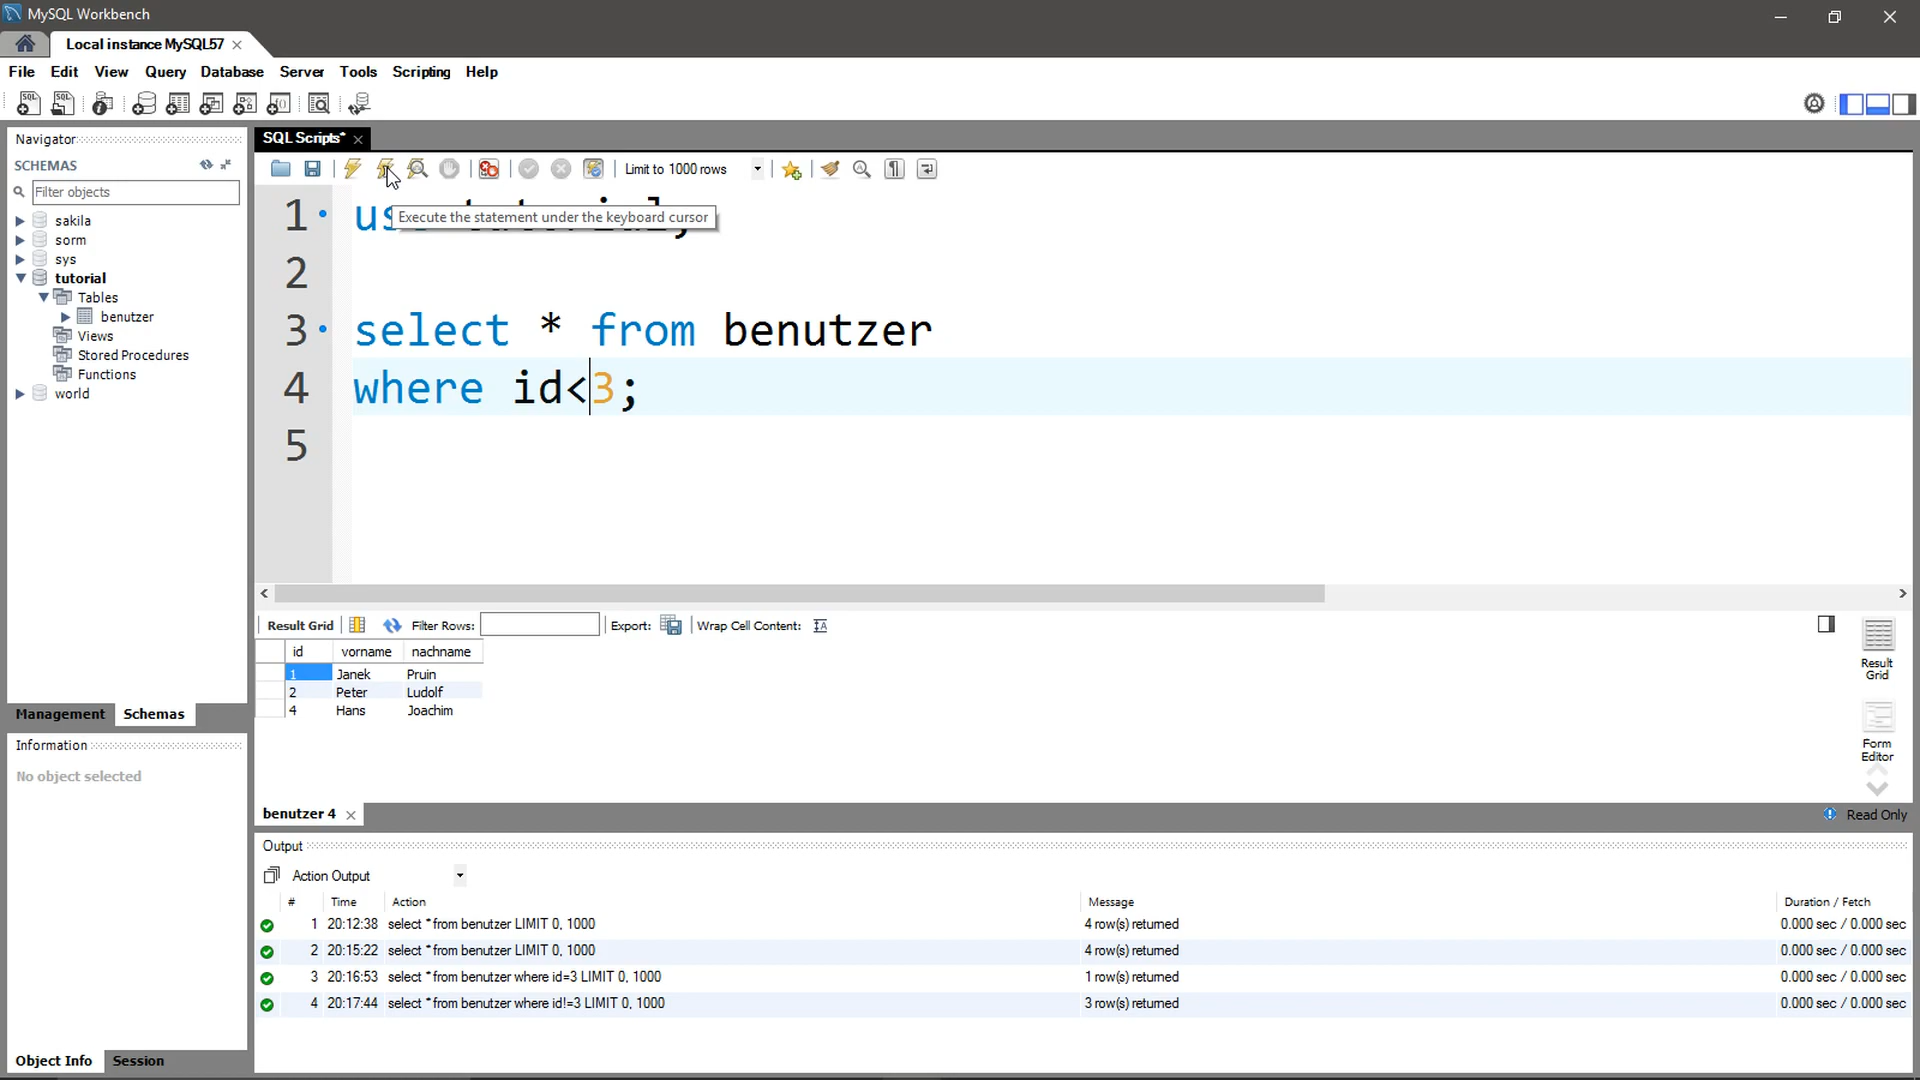 MySQL Workbench
Local instance MySQL57
File Edit View Query Database Server Tools Scripting Help
Navigator
SCHEMAS
Filter objects
sakila
sorm
sys
tutorial
Tables
benutzer
Views
Stored Procedures
Functions
world
Management Schemas
Information
No object selected
Object Info Session
SQL Scripts*
Limit to 1000 rows
Execute the statement under the keyboard cursor
1
2
3 select * from benutzer
4 where id<3;
5
Result Grid Filter Rows: Export: Wrap Cell Content:
id vorname nachname
1 Janek Pruin
2 Peter Ludolf
4 Hans Joachim
Result
Grid
Form
Editor
benutzer 4
Read Only
Output
Action Output
# Time Action Message Duration / Fetch
1 20:12:38 select * from benutzer LIMIT 0, 1000 4 row(s) returned 0.000 sec / 0.000 sec
2 20:15:22 select * from benutzer LIMIT 0, 1000 4 row(s) returned 0.000 sec / 0.000 sec
3 20:16:53 select * from benutzer where id=3 LIMIT 0, 1000 1 row(s) returned 0.000 sec / 0.000 sec
4 20:17:44 select * from benutzer where id!=3 LIMIT 0, 1000 3 row(s) returned 0.000 sec / 0.000 sec